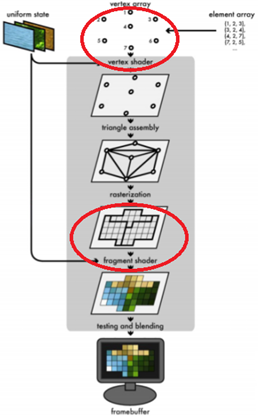 vertex array
uniform state
element array
1
2
3
4
5
6
7
{1, 2, 3},
{3, 2, 4},
{4, 2, 7},
{7, 2, 5},
...
vertex shader
triangle assembly
rasterization
fragment shader
testing and blending
framebuffer